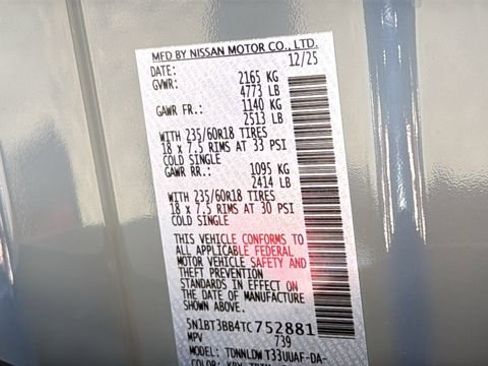 MFD BY NISSAN MOTOR CO., LTD.
DATE: 12/25
GVWR: 2165 KG
4773 LB
GAWR FR.: 1140 KG
2513 LB
WITH 235/60R18 TIRES
18 x 7.5 RIMS AT 33 PSI
COLD SINGLE
GAWR RR.: 1095 KG
2414 LB
WITH 235/60R18 TIRES
18 x 7.5 RIMS AT 30 PSI
COLD SINGLE
THIS VEHICLE CONFORMS TO
ALL APPLICABLE FEDERAL
MOTOR VEHICLE SAFETY AND
THEFT PREVENTION
STANDARDS IN EFFECT ON
THE DATE OF MANUFACTURE
SHOWN ABOVE.
5N1BT3BB4TC752881
MPV 739
MODEL: TDNNLDW T33UUAF-DA-